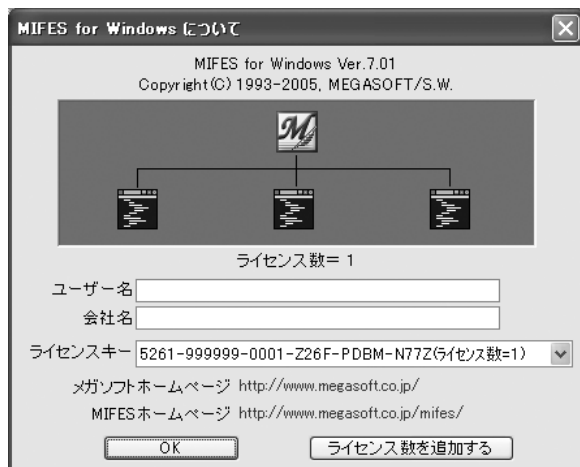 MIFES for Windows について
MIFES for Windows Ver.7.01
Copyright(C) 1993-2005, MEGASOFT/S.W.
M
ライセンス数= 1
ユーザー名
会社名
ライセンスキー 5261-999999-0001-Z26F-PDBM-N77Z(ライセンス数=1)
メガソフトホームページ http://www.megasoft.co.jp/
MIFESホームページ http://www.megasoft.co.jp/mifes/
OK ライセンス数を追加する